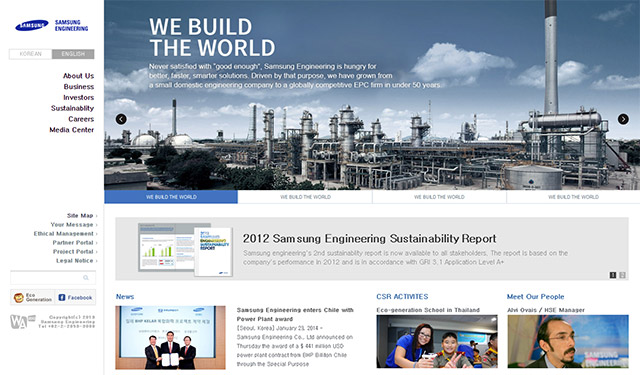 SAMSUNG
SAMSUNG
ENGINEERING
KOREAN
ENGLISH
About Us
Business
Investors
Sustainablity
Careers
Media Center
Site Map
Your Message
Ethical Management
Partner Portal
Project Portal
Legal Notice
Eco
Generation
Facebook
WA
Copyright(c)2010
Samsung Engineering
WE BUILD
THE WORLD
Never satisfied with "good enough", Samsung Engineering is hungry for
better, faster, smarter solutions. Driven by that purpose, we have grown from
a small domestic engineering company to a globally competitive EPC firm in under 50 years.
WE BUILD THE WORLD
WE BUILD THE WORLD
WE BUILD THE WORLD
WE BUILD THE WORLD
2012 Samsung Engineering Sustainability Report
Samsung engineering's 2nd sustainability report is now available to all stakeholders. The report is based on the
company's performance in 2012 and is in accordance with GRI 3.1 Application Level A+
1 2
News
Samsung Engineering enters Chile with
Power Plant award
[Seoul, Korea] January 23, 2014 –
Samsung Engineering Co., Ltd announced on
Thursday the award of a $ 461 million USD
power plant contract from BHP Billiton Chile
through the Special Purpose
CSR ACTIVITES
Eco-generation School in Thailand
Meet Our People
Alvi Ovais / HSE Manager
SAMSUNG